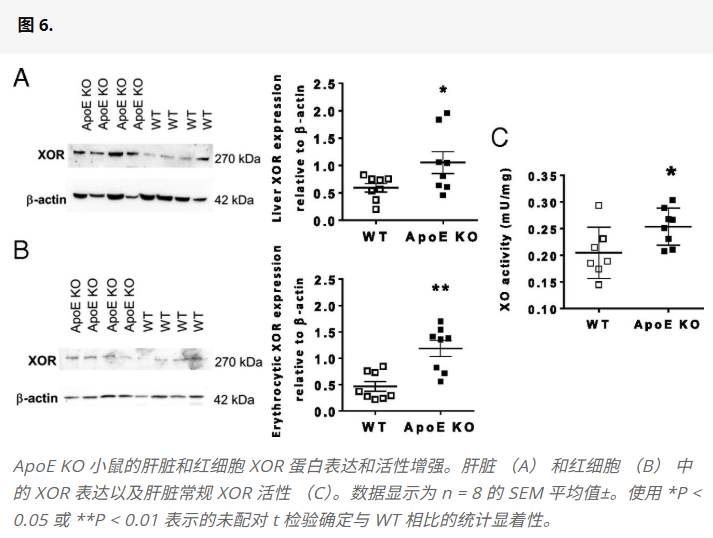 图 6.
A
ApoE KO
ApoE KO
ApoE KO
ApoE KO
WT
WT
WT
WT
XOR
270 kDa
β-actin
42 kDa
Liver XOR expression
relative to β-actin
2.5
2.0
1.5
1.0
0.5
0.0
*
WT
ApoE KO
B
ApoE KO
ApoE KO
ApoE KO
ApoE KO
WT
WT
WT
WT
XOR
270 kDa
β-actin
42 kDa
Erythrocytic XOR expression
relative to β-actin
2.5
2.0
1.5
1.0
0.5
0.0
**
WT
ApoE KO
C
XO activity (mU/mg)
0.35
0.30
0.25
0.20
0.15
0.10
*
WT
ApoE KO
ApoE KO 小鼠的肝脏和红细胞 XOR 蛋白表达和活性增强。肝脏 （A） 和红细胞 （B） 中
的 XOR 表达以及肝脏常规 XOR 活性 （C）。数据显示为 n = 8 的 SEM 平均值±。使用 *P <
0.05 或 **P < 0.01 表示的未配对 t 检验确定与 WT 相比的统计显着性。